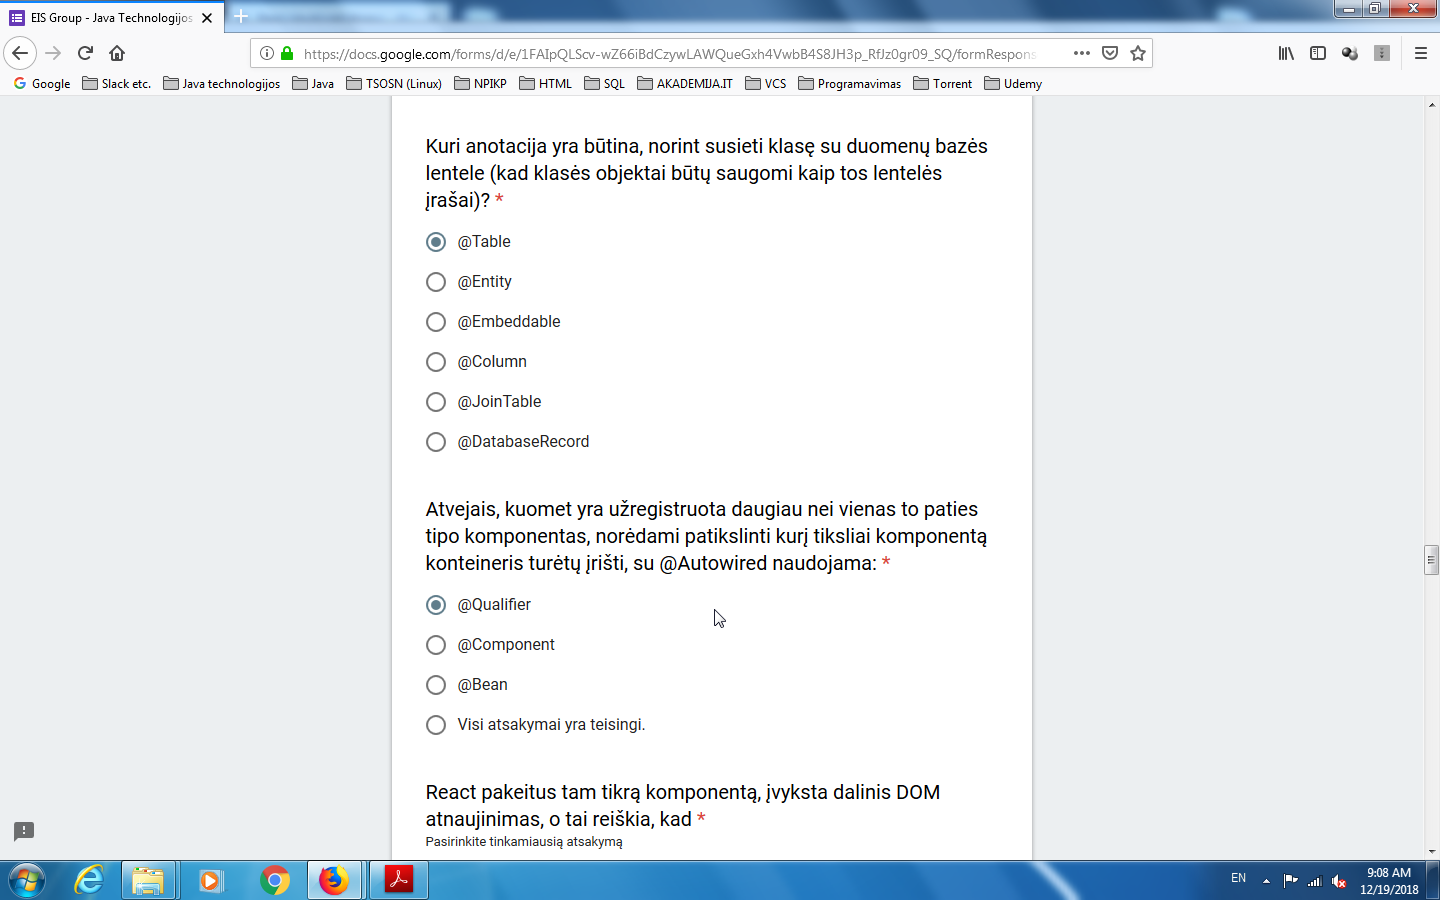 EIS Group - Java Technologijos
https://docs.google.com/forms/d/e/1FAIpQLScv-wZ66iBdCzywLAWQueGxh4VwbB4S8JH3p_RfJz0gr09_SQ/formRespons
Google Slack etc. Java technologijos Java TSOSN (Linux) NPIKP HTML SQL AKADEMIJA.IT VCS Programavimas Torrent Udemy
Kuri anotacija yra būtina, norint susieti klasę su duomenų bazės
lentele (kad klasės objektai būtų saugomi kaip tos lentelės
įrašai)? *
@Table
@Entity
@Embeddable
@Column
@JoinTable
@DatabaseRecord
Atvejais, kuomet yra užregistruota daugiau nei vienas to paties
tipo komponentas, norėdami patikslinti kurį tiksliai komponentą
konteineris turėtų įrišti, su @Autowired naudojama: *
@Qualifier
@Component
@Bean
Visi atsakymai yra teisingi.
React pakeitus tam tikrą komponentą, įvyksta dalinis DOM
atnaujinimas, o tai reiškia, kad *
Pasirinkite tinkamiausią atsakymą
EN
9:08 AM
12/19/2018